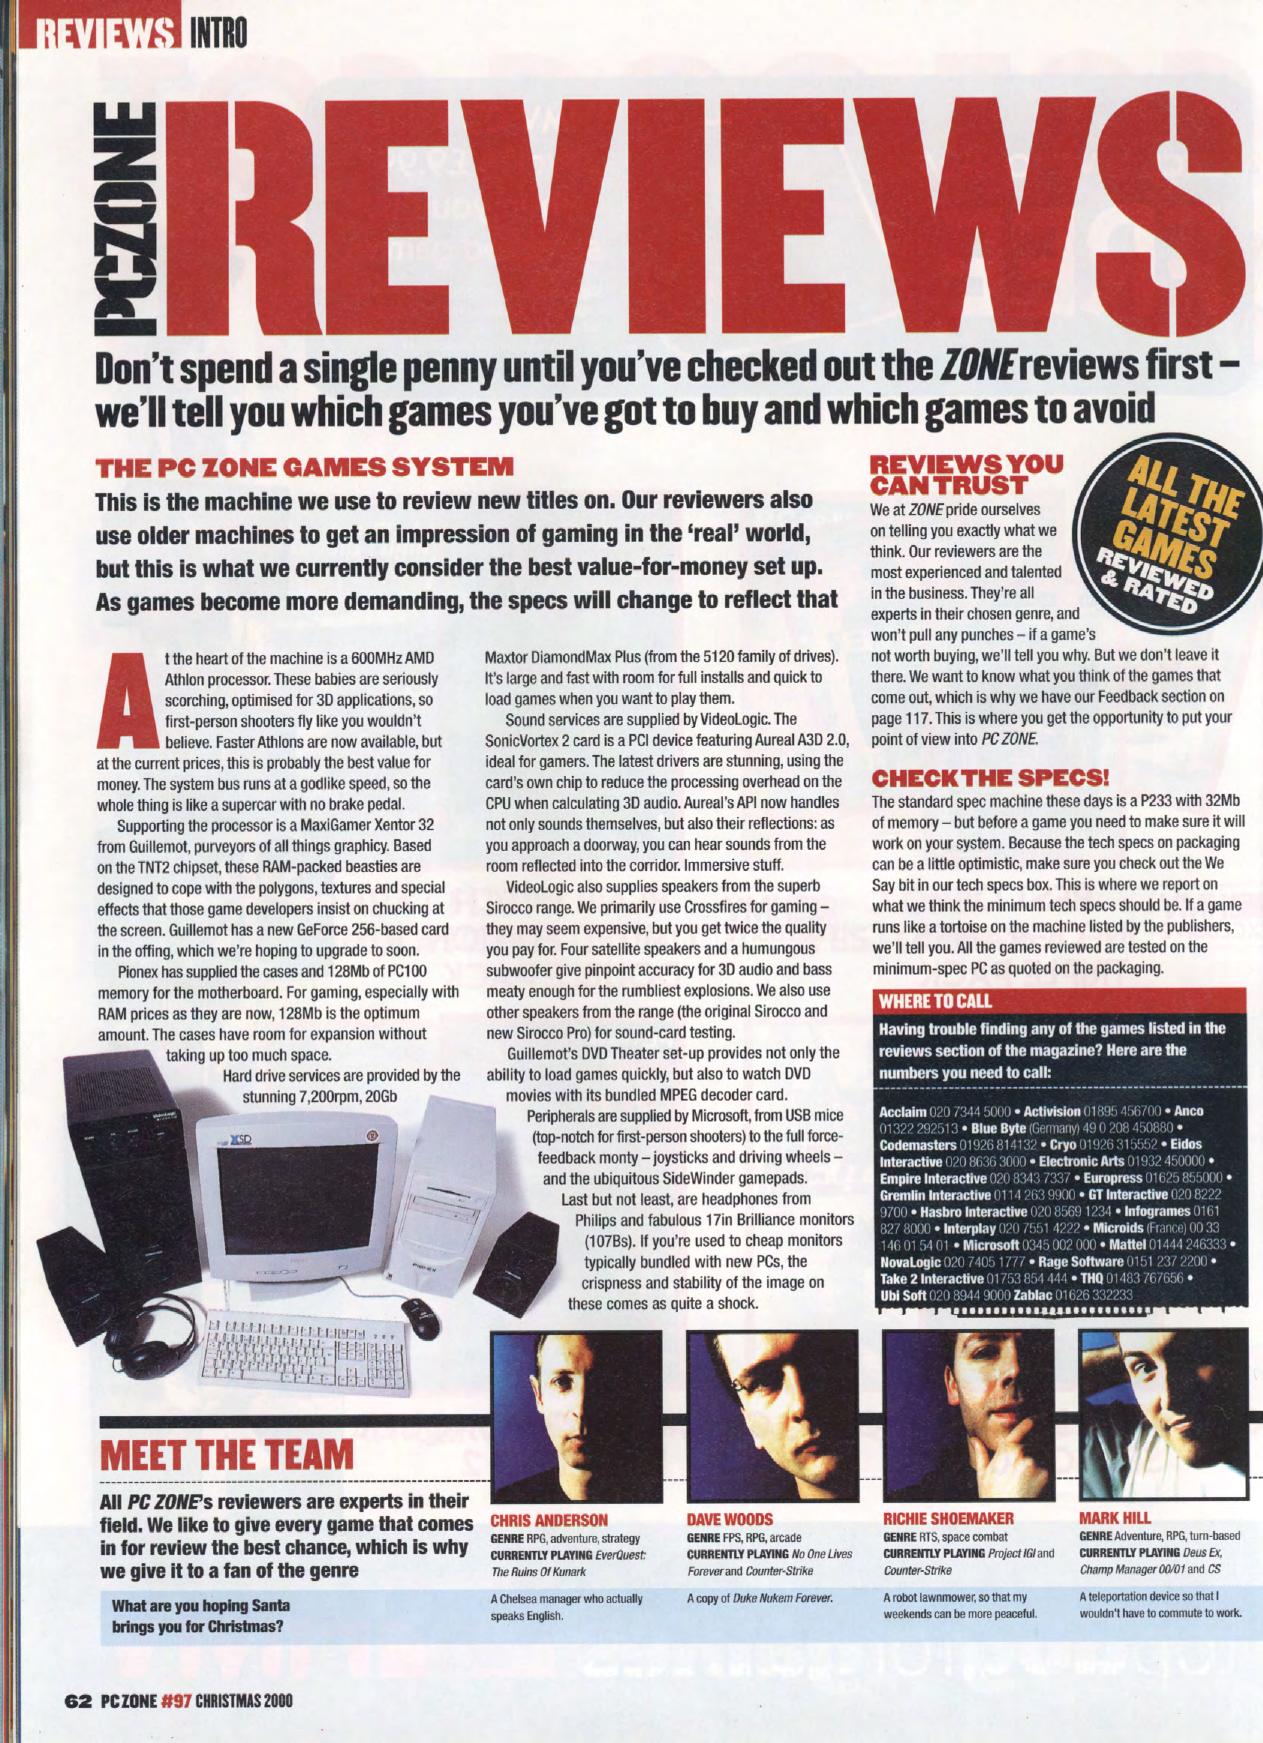 REVIEWS INTRO
PCZONE
REVIEWS
Don't spend a single penny until you've checked out the ZONE reviews first –
we'll tell you which games you've got to buy and which games to avoid
THE PC ZONE GAMES SYSTEM
This is the machine we use to review new titles on. Our reviewers also
use older machines to get an impression of gaming in the 'real' world,
but this is what we currently consider the best value-for-money set up.
As games become more demanding, the specs will change to reflect that
At the heart of the machine is a 600MHz AMD
Athlon processor. These babies are seriously
scorching, optimised for 3D applications, so
first-person shooters fly like you wouldn't
believe. Faster Athlons are now available, but
at the current prices, this is probably the best value for
money. The system bus runs at a godlike speed, so the
whole thing is like a supercar with no brake pedal.
Supporting the processor is a MaxiGamer Xentor 32
from Guillemot, purveyors of all things graphicy. Based
on the TNT2 chipset, these RAM-packed beasties are
designed to cope with the polygons, textures and special
effects that those game developers insist on chucking at
the screen. Guillemot has a new GeForce 256-based card
in the offing, which we're hoping to upgrade to soon.
Pionex has supplied the cases and 128Mb of PC100
memory for the motherboard. For gaming, especially with
RAM prices as they are now, 128Mb is the optimum
amount. The cases have room for expansion without
taking up too much space.
Hard drive services are provided by the
stunning 7,200rpm, 20Gb
Maxtor DiamondMax Plus (from the 5120 family of drives).
It's large and fast with room for full installs and quick to
load games when you want to play them.
Sound services are supplied by VideoLogic. The
SonicVortex 2 card is a PCI device featuring Aureal A3D 2.0,
ideal for gamers. The latest drivers are stunning, using the
card's own chip to reduce the processing overhead on the
CPU when calculating 3D audio. Aureal's API now handles
not only sounds themselves, but also their reflections: as
you approach a doorway, you can hear sounds from the
room reflected into the corridor. Immersive stuff.
VideoLogic also supplies speakers from the superb
Sirocco range. We primarily use Crossfires for gaming –
they may seem expensive, but you get twice the quality
you pay for. Four satellite speakers and a humungous
subwoofer give pinpoint accuracy for 3D audio and bass
meaty enough for the rumbliest explosions. We also use
other speakers from the range (the original Sirocco and
new Sirocco Pro) for sound-card testing.
Guillemot's DVD Theater set-up provides not only the
ability to load games quickly, but also to watch DVD
movies with its bundled MPEG decoder card.
Peripherals are supplied by Microsoft, from USB mice
(top-notch for first-person shooters) to the full force-
feedback monty – joysticks and driving wheels –
and the ubiquitous SideWinder gamepads.
Last but not least, are headphones from
Philips and fabulous 17in Brilliance monitors
(107Bs). If you're used to cheap monitors
typically bundled with new PCs, the
crispness and stability of the image on
these comes as quite a shock.
REVIEWS YOU
CAN TRUST
We at ZONE pride ourselves
on telling you exactly what we
think. Our reviewers are the
most experienced and talented
in the business. They're all
experts in their chosen genre, and
won't pull any punches – if a game's
not worth buying, we'll tell you why. But we don't leave it
there. We want to know what you think of the games that
come out, which is why we have our Feedback section on
page 117. This is where you get the opportunity to put your
point of view into PC ZONE.
ALL THE
LATEST
GAMES
REVIEWED
& RATED
CHECK THE SPECS!
The standard spec machine these days is a P233 with 32Mb
of memory – but before a game you need to make sure it will
work on your system. Because the tech specs on packaging
can be a little optimistic, make sure you check out the We
Say bit in our tech specs box. This is where we report on
what we think the minimum tech specs should be. If a game
runs like a tortoise on the machine listed by the publishers,
we'll tell you. All the games reviewed are tested on the
minimum-spec PC as quoted on the packaging.
WHERE TO CALL
Having trouble finding any of the games listed in the
reviews section of the magazine? Here are the
numbers you need to call:
Acclaim 020 7344 5000 • Activision 01895 456700 • Anco
01322 292513 • Blue Byte (Germany) 49 0 208 450880 •
Codemasters 01926 814132 • Cryo 01926 315552 • Eidos
Interactive 020 8636 3000 • Electronic Arts 01932 450000 •
Empire Interactive 020 8343 7337 • Europress 01625 855000 •
Gremlin Interactive 0114 263 9900 • GT Interactive 020 8222
9700 • Hasbro Interactive 020 8569 1234 • Infogrames 0161
827 8000 • Interplay 020 7551 4222 • Microids (France) 00 33
146 01 54 01 • Microsoft 0345 002 000 • Mattel 01444 246333 •
NovaLogic 020 7405 1777 • Rage Software 0151 237 2200 •
Take 2 Interactive 01753 854 444 • THQ 01483 767656 •
Ubi Soft 020 8944 9000 Zablac 01626 332233
XSD
PIONEX
MEET THE TEAM
All PC ZONE's reviewers are experts in their
field. We like to give every game that comes
in for review the best chance, which is why
we give it to a fan of the genre
What are you hoping Santa
brings you for Christmas?
CHRIS ANDERSON
GENRE RPG, adventure, strategy
CURRENTLY PLAYING EverQuest:
The Ruins Of Kunark
A Chelsea manager who actually
speaks English.
DAVE WOODS
GENRE FPS, RPG, arcade
CURRENTLY PLAYING No One Lives
Forever and Counter-Strike
A copy of Duke Nukem Forever.
RICHIE SHOEMAKER
GENRE RTS, space combat
CURRENTLY PLAYING Project IGI and
Counter-Strike
A robot lawnmower, so that my
weekends can be more peaceful.
MARK HILL
GENRE Adventure, RPG, turn-based
CURRENTLY PLAYING Deus Ex,
Champ Manager 00/01 and CS
A teleportation device so that I
wouldn't have to commute to work.
62 PCZONE #97 CHRISTMAS 2000